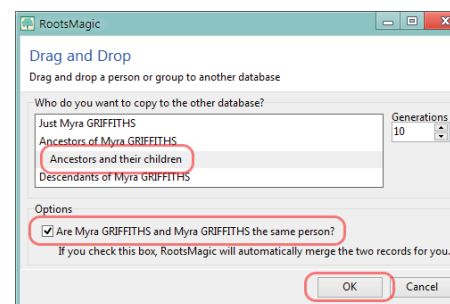 RootsMagic
Drag and Drop
Drag and drop a person or group to another database
Who do you want to copy to the other database?
Just Myra GRIFFITHS
Ancestors of Myra GRIFFITHS
Ancestors and their children
Descendants of Myra GRIFFITHS
Generations
10
Options
Are Myra GRIFFITHS and Myra GRIFFITHS the same person?
If you check this box, RootsMagic will automatically merge the two records for you.
OK
Cancel